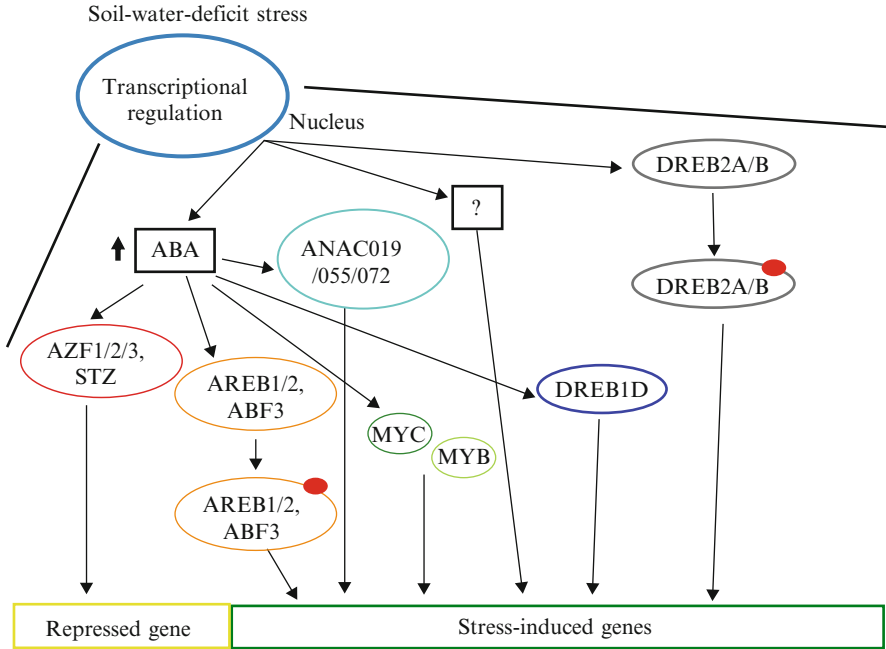 Soil-water-deficit stress
Transcriptional
regulation
Nucleus
DREB2A/B
?
ABA
ANAC019
/055/072
DREB2A/B
AZF1/2/3,
STZ
AREB1/2,
ABF3
DREB1D
MYC
MYB
AREB1/2,
ABF3
Repressed gene
Stress-induced genes